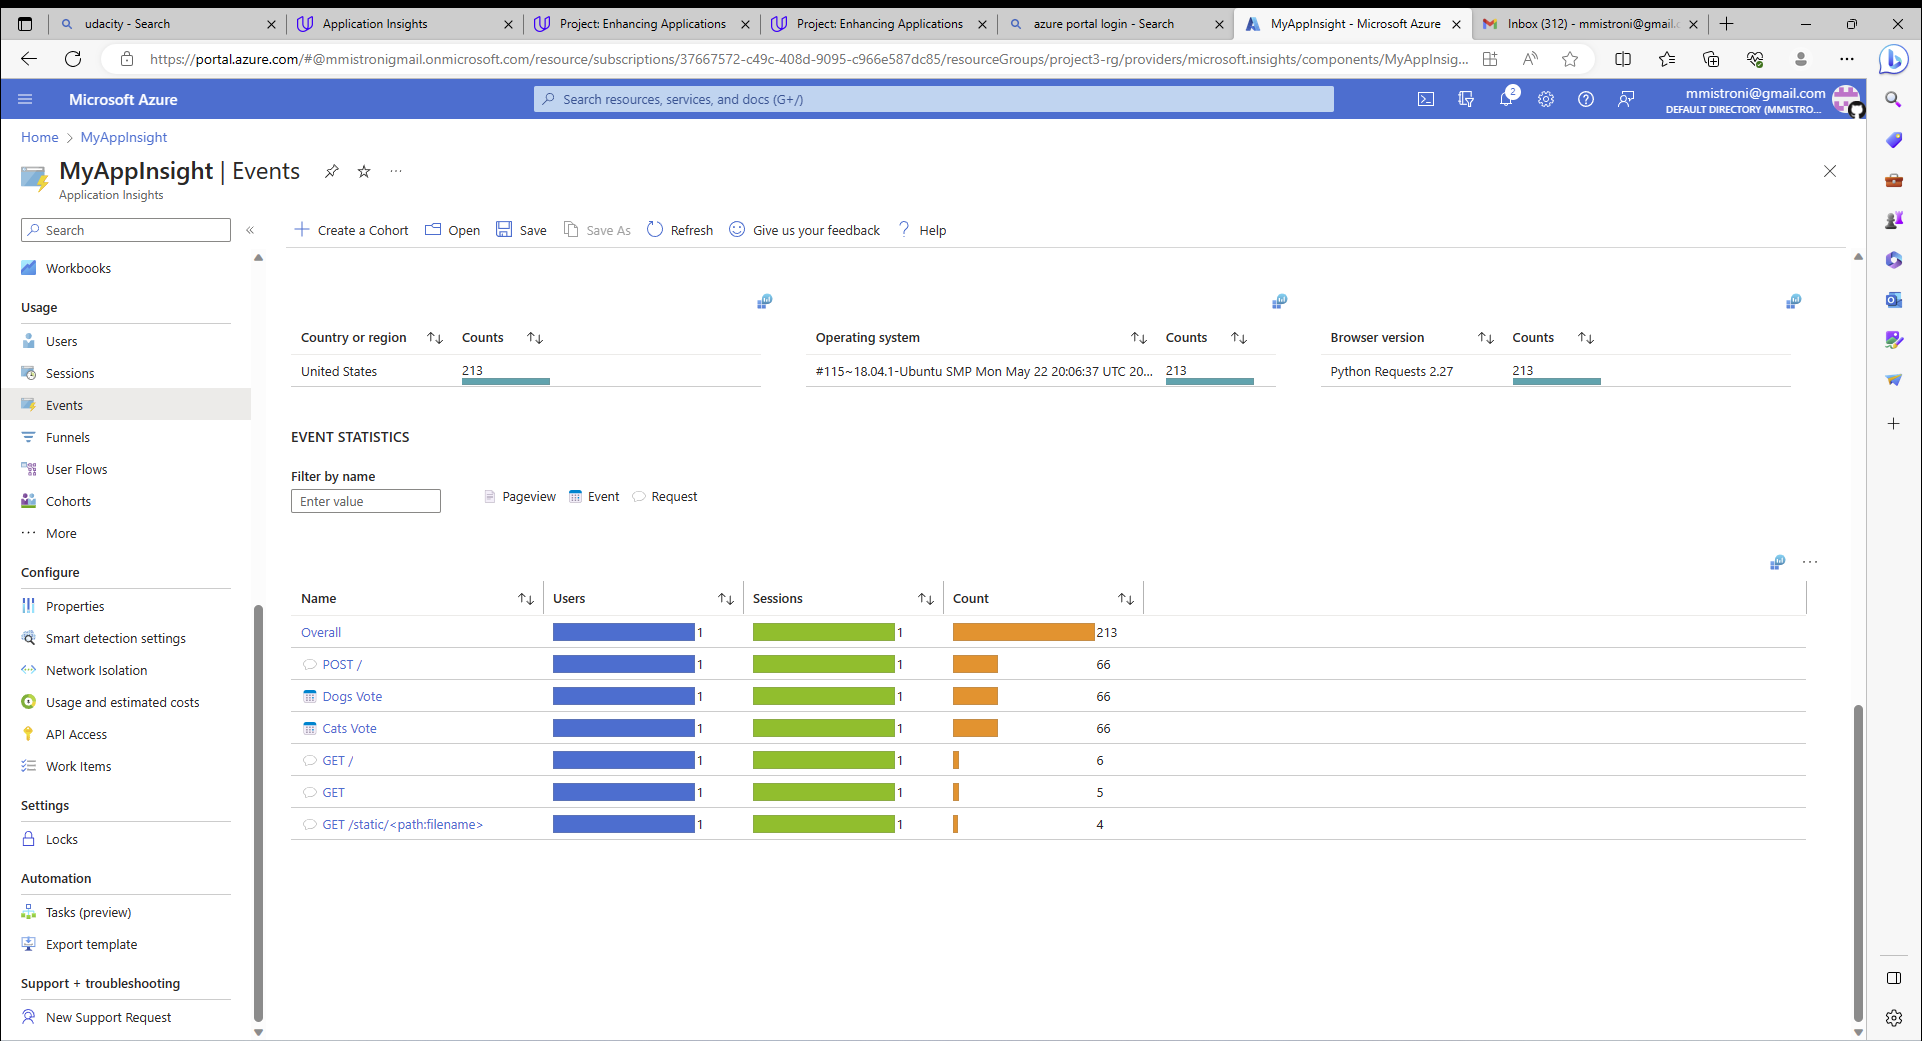 udacity - Search
Application Insights
Project: Enhancing Applications
Project: Enhancing Applications
azure portal login - Search
MyAppInsight - Microsoft Azure
Inbox (312) - mmistroni@gmail.c
https://portal.azure.com/#@mmistronigmail.onmicrosoft.com/resource/subscriptions/37667572-c49c-408d-9095-c966e587dc85/resourceGroups/project3-rg/providers/microsoft.insights/components/MyAppInsig...
Microsoft Azure
Search resources, services, and docs (G+/)
2
mmistroni@gmail.com
DEFAULT DIRECTORY (MMISTRO...
Home > MyAppInsight
MyAppInsight | Events
Application Insights
Search
Create a Cohort
Open
Save
Save As
Refresh
Give us your feedback
Help
Workbooks
Usage
Users
Sessions
Events
Funnels
User Flows
Cohorts
More
Configure
Properties
Smart detection settings
Network Isolation
Usage and estimated costs
API Access
Work Items
Settings
Locks
Automation
Tasks (preview)
Export template
Support + troubleshooting
New Support Request
Country or region Counts
United States 213
Operating system Counts
#115~18.04.1-Ubuntu SMP Mon May 22 20:06:37 UTC 20... 213
Browser version Counts
Python Requests 2.27 213
EVENT STATISTICS
Filter by name
Enter value
Pageview Event Request
Name Users Sessions Count
Overall 1 1 213
POST / 1 1 66
Dogs Vote 1 1 66
Cats Vote 1 1 66
GET / 1 1 6
GET 1 1 5
GET /static/<path:filename> 1 1 4